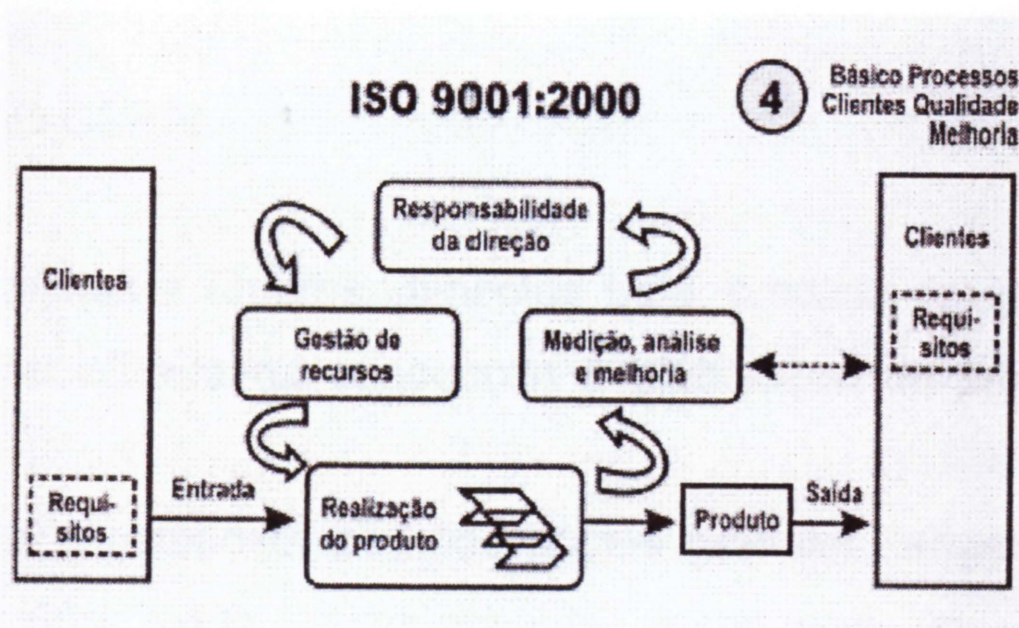 ISO 9001:2000
4
Básico Processos
Clientes Qualidade
Melhoria
Clientes
Requi-
sitos
Entrada
Responsabilidade
da direção
Gestão de
recursos
Medição, análise
e melhoria
Realização
do produto
Produto
Saída
Clientes
Requi-
sitos